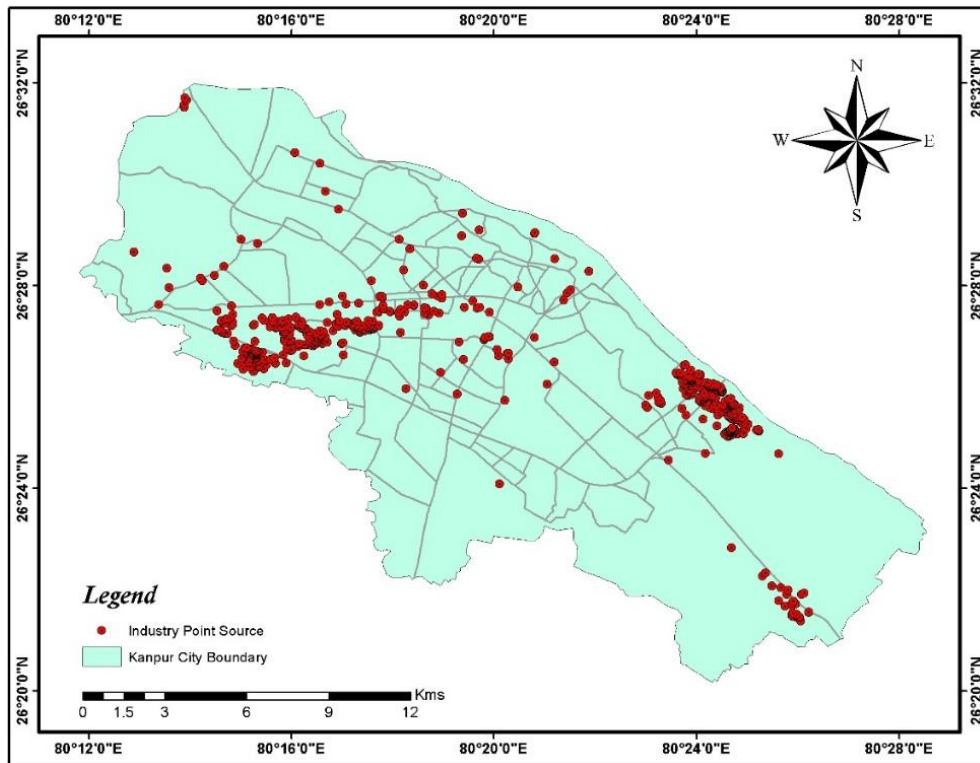 80°12'0"E 80°16'0"E 80°20'0"E 80°24'0"E 80°28'0"E
26°32'0"N 26°32'0"N
N
W E
S
26°28'0"N 26°28'0"N
26°24'0"N 26°24'0"N
Legend
Industry Point Source
Kanpur City Boundary
Kms
0 1.5 3 6 9 12
26°20'0"N 26°20'0"N
80°12'0"E 80°16'0"E 80°20'0"E 80°24'0"E 80°28'0"E